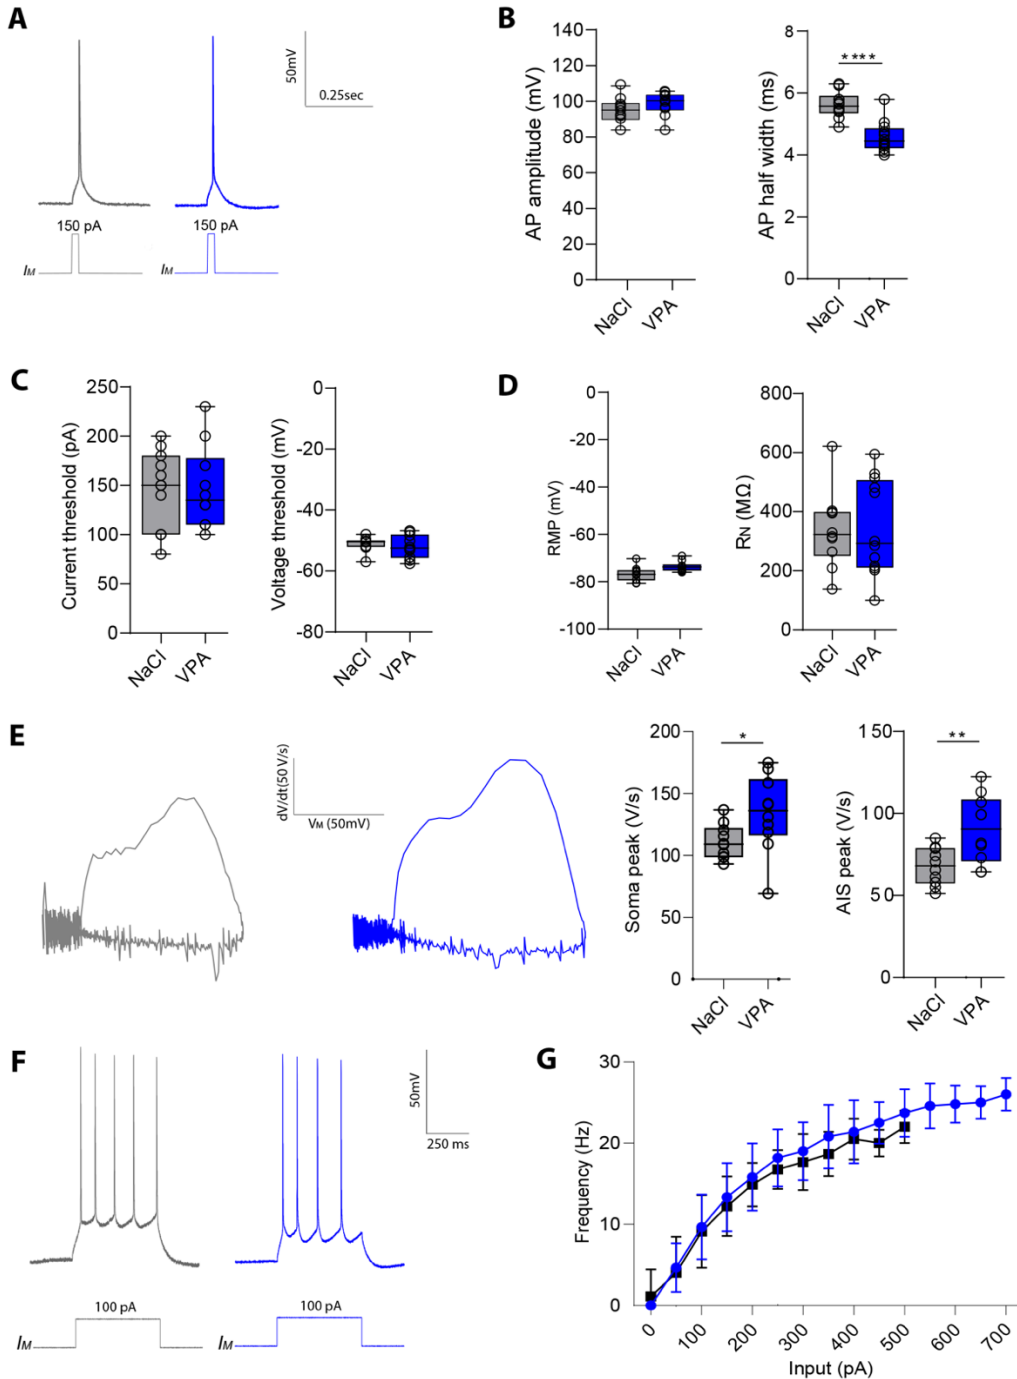 A
50mV
0.25sec
150 pA
150 pA
IM
IM
B
AP amplitude (mV)
140
120
100
80
60
40
20
0
NaCl
VPA
AP half width (ms)
8
6
4
2
0
****
NaCl
VPA
C
Current threshold (pA)
250
200
150
100
50
0
NaCl
VPA
Voltage threshold (mV)
0
-20
-40
-60
-80
NaCl
VPA
D
RMP (mV)
0
-20
-40
-60
-80
-100
NaCl
VPA
RN (MΩ)
800
600
400
200
0
NaCl
VPA
E
dV/dt(50 V/s)
VM (50mV)
Soma peak (V/s)
200
150
100
50
0
*
NaCl
VPA
AIS peak (V/s)
150
100
50
0
**
NaCl
VPA
F
50mV
250 ms
100 pA
100 pA
IM
IM
G
Frequency (Hz)
30
20
10
0
0
100
200
300
400
500
600
700
Input (pA)